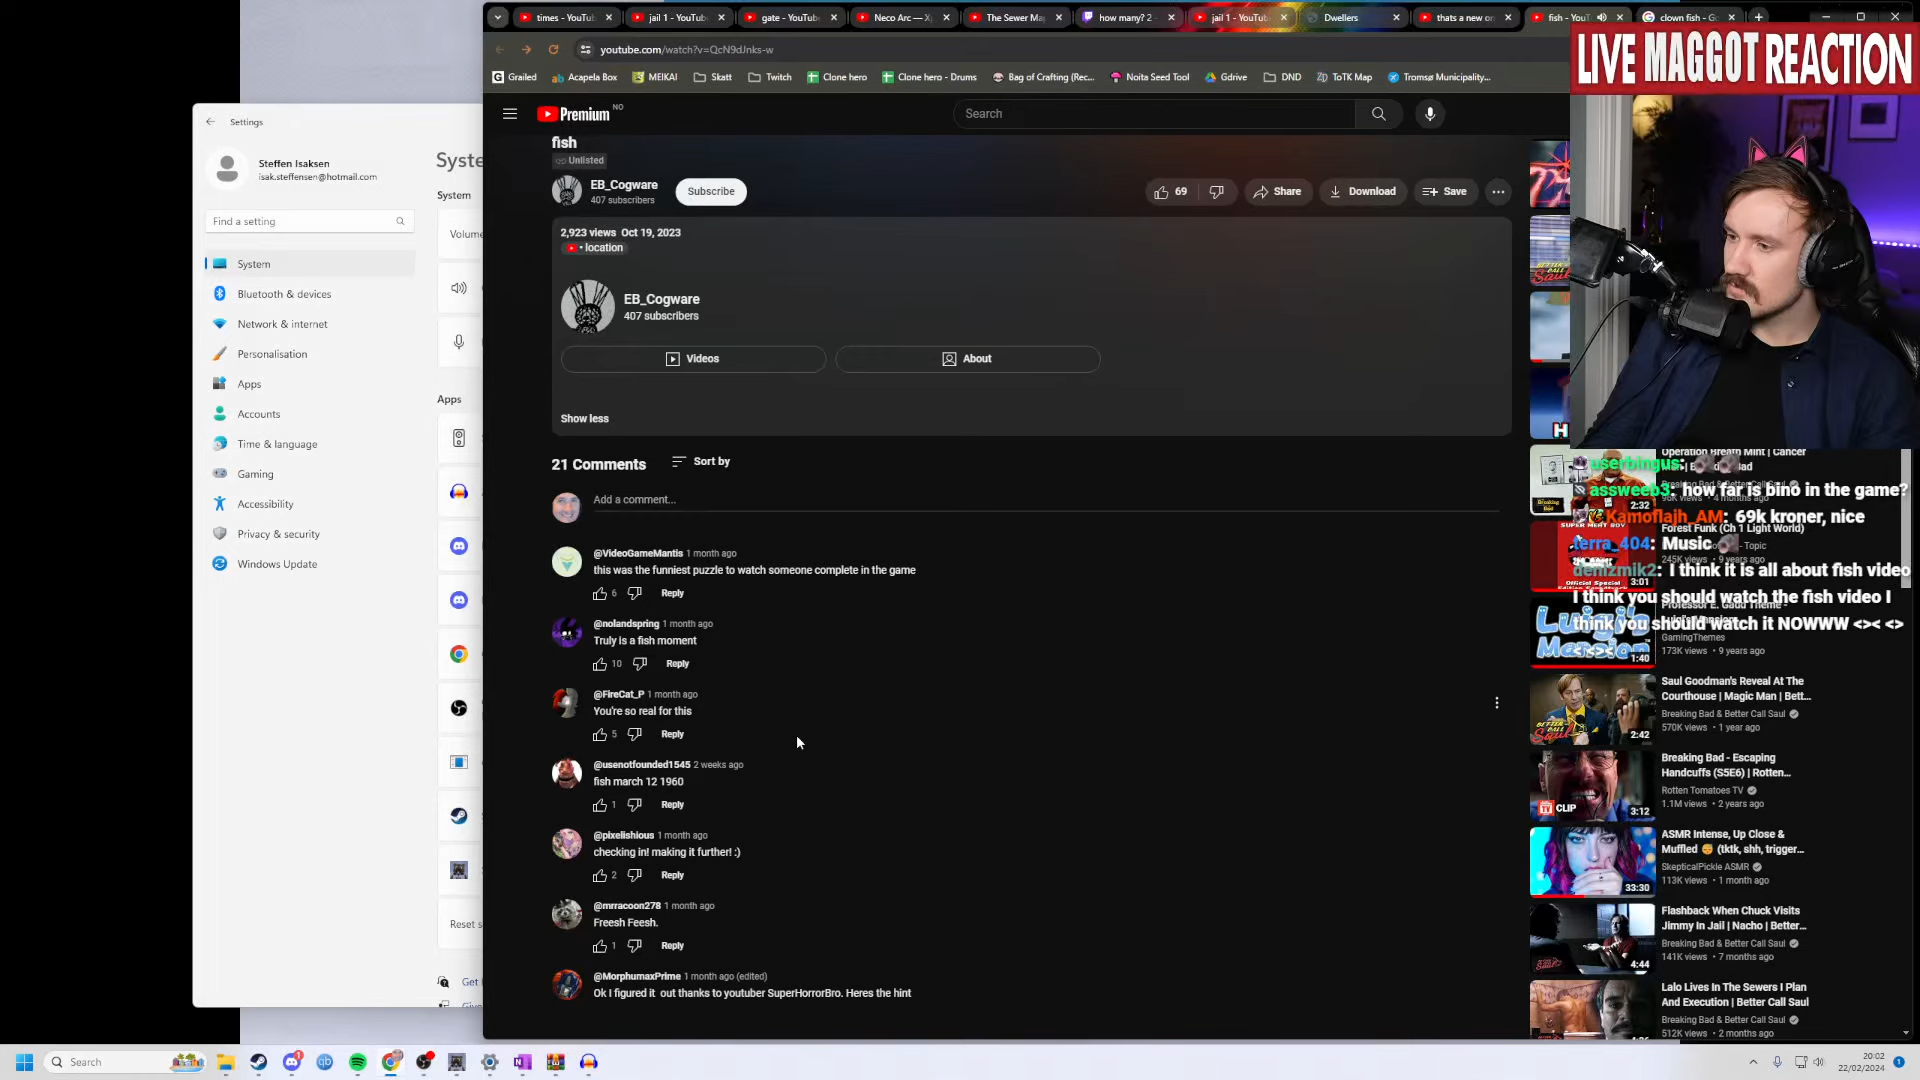 times - YouTub
jail 1 - YouTub
gate - YouTube
Neco Arc — X
The Sewer Ma
how many? 2 -
jail 1 - YouTub
Dwellers
thats a new on
fish - YouT
clown fish - G
youtube.com/watch?v=QcN9dJnks-w
Grailed
Acapela Box
MEIKAI
Skatt
Twitch
Clone hero
Clone hero - Drums
Bag of Crafting (Rec...
Noita Seed Tool
Gdrive
DND
ToTK Map
Tromsø Municipality...
LIVE MAGGOT REACTION
Settings
Steffen Isaksen
isak.steffensen@hotmail.com
Find a setting
System
Bluetooth & devices
Network & internet
Personalisation
Apps
Accounts
Time & language
Gaming
Accessibility
Privacy & security
Windows Update
Syste
System
Volume
Apps
Reset s
Get
Give
Premium NO
Search
fish
Unlisted
EB_Cogware
407 subscribers
Subscribe
69
Share
Download
Save
2,923 views Oct 19, 2023
• location
EB_Cogware
407 subscribers
Videos
About
Show less
21 Comments
Sort by
Add a comment...
@VideoGameMantis 1 month ago
this was the funniest puzzle to watch someone complete in the game
6 Reply
@nolandspring 1 month ago
Truly is a fish moment
10 Reply
@FireCat_P 1 month ago
You're so real for this
5 Reply
@usenotfounded1545 2 weeks ago
fish march 12 1960
1 Reply
@pixelishious 1 month ago
checking in! making it further! :)
2 Reply
@mrracoon278 1 month ago
Freesh Feesh.
1 Reply
@MorphumaxPrime 1 month ago (edited)
Ok I figured it out thanks to youtuber SuperHorrorBro. Heres the hint
userbingus:
assweeb3: how far is bino in the game?
Kamoflajh_AM: 69k kroner, nice
terra_404: Music
denizmik2: I think it is all about fish video
I think you should watch the fish video I
think you should watch it NOWWW <>< <>
Operation Breath Mint | Cancer
2:32
Forest Funk (Ch 1 Light World)
- Topic
245K views • 9 years ago
3:01
Professor E. Gadd Theme -
GamingThemes
173K views • 9 years ago
Luigi's
Mansion
1:40
Saul Goodman's Reveal At The
Courthouse | Magic Man | Bett...
Breaking Bad & Better Call Saul
570K views • 1 year ago
2:42
Breaking Bad - Escaping
Handcuffs (S5E6) | Rotten...
Rotten Tomatoes TV
1.1M views • 2 years ago
CLIP
3:12
ASMR Intense, Up Close &
Muffled 😴 (tktk, shh, trigger...
SkepticalPickle ASMR
113K views • 1 month ago
33:30
Flashback When Chuck Visits
Jimmy In Jail | Nacho | Better...
Breaking Bad & Better Call Saul
141K views • 7 months ago
4:44
Lalo Lives In The Sewers I Plan
And Execution | Better Call Saul
Breaking Bad & Better Call Saul
512K views • 2 months ago
Search
20:02
22/02/2024